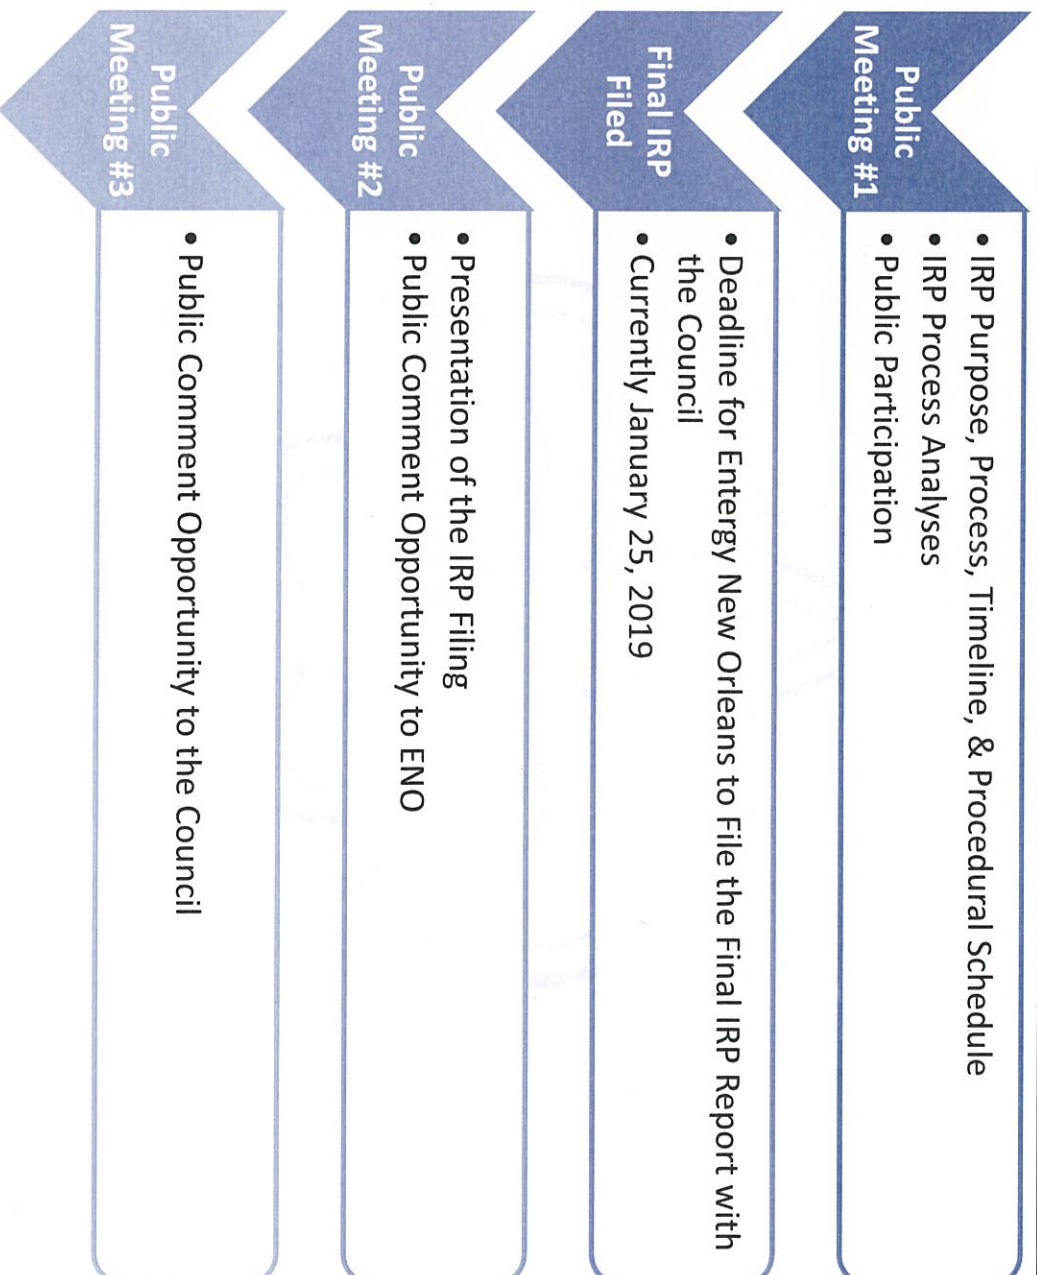 Public
Meeting #1
• IRP Purpose, Process, Timeline, & Procedural Schedule
• IRP Process Analyses
• Public Participation
Final IRP
Filed
• Deadline for Entergy New Orleans to File the Final IRP Report with
the Council
• Currently January 25, 2019
Public
Meeting #2
• Presentation of the IRP Filing
• Public Comment Opportunity to ENO
Public
Meeting #3
• Public Comment Opportunity to the Council